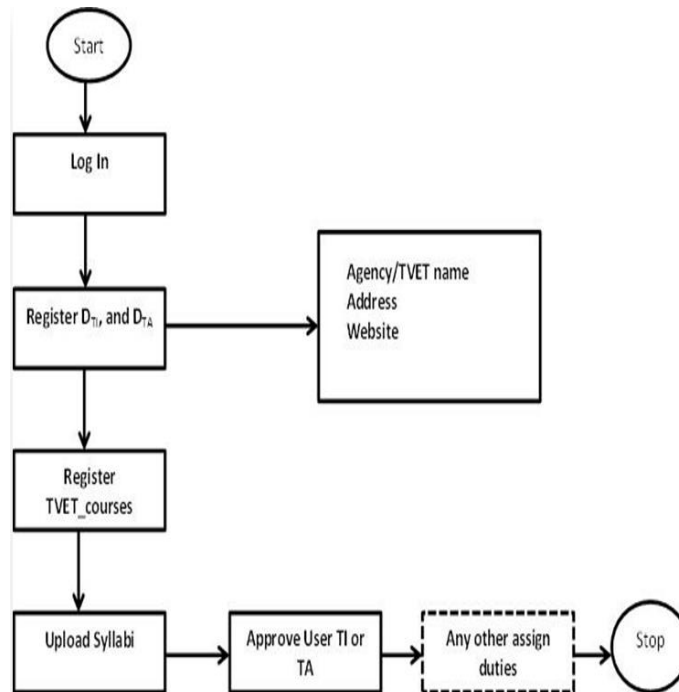 Start
Log In
Register D_TI, and D_TA
Agency/TVET name
Address
Website
Register
TVET_courses
Upload Syllabi
Approve User TI or
TA
Any other assign
duties
Stop